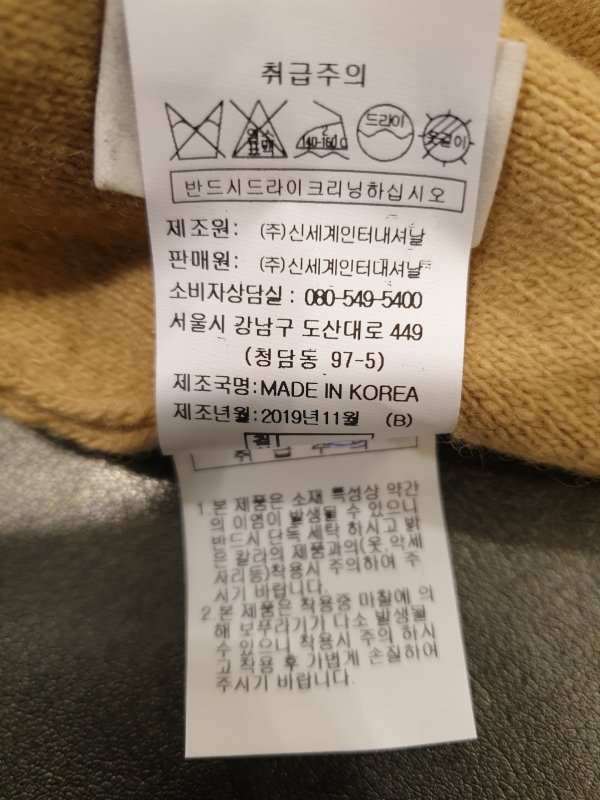 취급주의
염소
표백
2
140-160℃
드라이
옷걸이
반드시드라이크리닝하십시오
제조원: (주)신세계인터내셔날
판매원: (주)신세계인터내셔날
소비자상담실 : 080-549-5400
서울시 강남구 도산대로 449
(청담동 97-5)
제조국명:MADE IN KOREA
제조년월:2019년11월 (B)
취 급 주 의
1.본 제품은 소재 특성상 약간
의 이염이 발생될 수 있으니
반드시 단독 세탁 하시고 밝
은 칼라의 제품과의(옷,악세
사리등)착용시 주의하여 주
시기 바랍니다.
2.본 제품은 착용중 마찰에 의
해 보푸라기가 다소 발생될
수 있으니 착용시 주의 하시
고 착용 후 가볍게 손질하여
주시기 바랍니다.